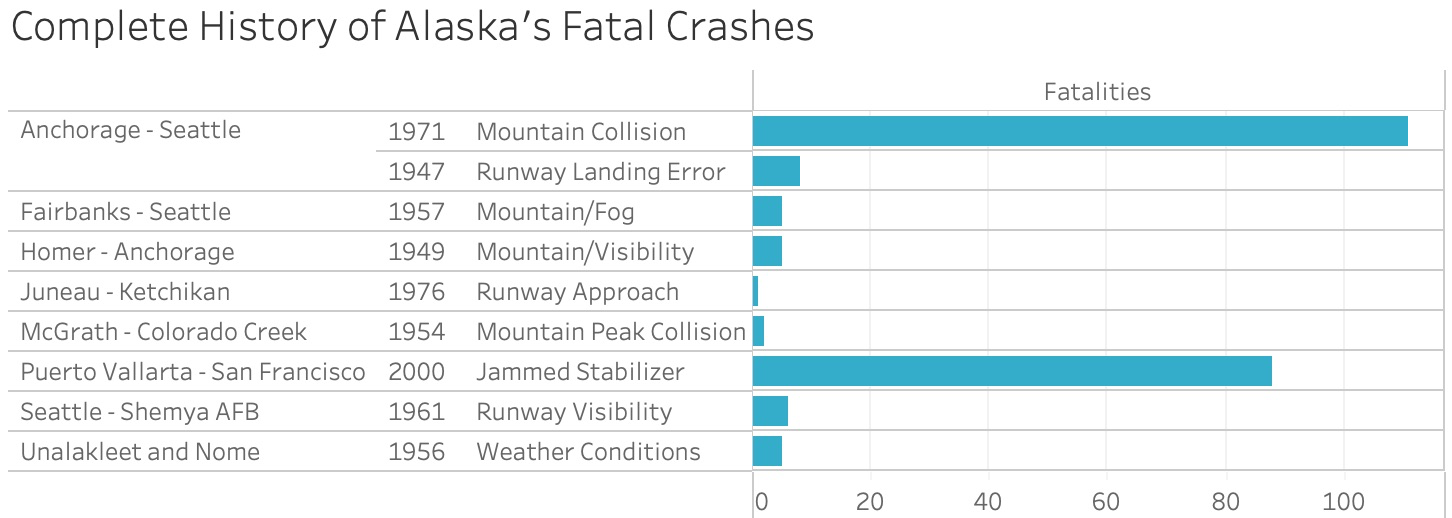 Complete History of Alaska's Fatal Crashes
Fatalities
Anchorage - Seattle 1971 Mountain Collision
1947 Runway Landing Error
Fairbanks - Seattle 1957 Mountain/Fog
Homer - Anchorage 1949 Mountain/Visibility
Juneau - Ketchikan 1976 Runway Approach
McGrath - Colorado Creek 1954 Mountain Peak Collision
Puerto Vallarta - San Francisco 2000 Jammed Stabilizer
Seattle - Shemya AFB 1961 Runway Visibility
Unalakleet and Nome 1956 Weather Conditions
0 20 40 60 80 100